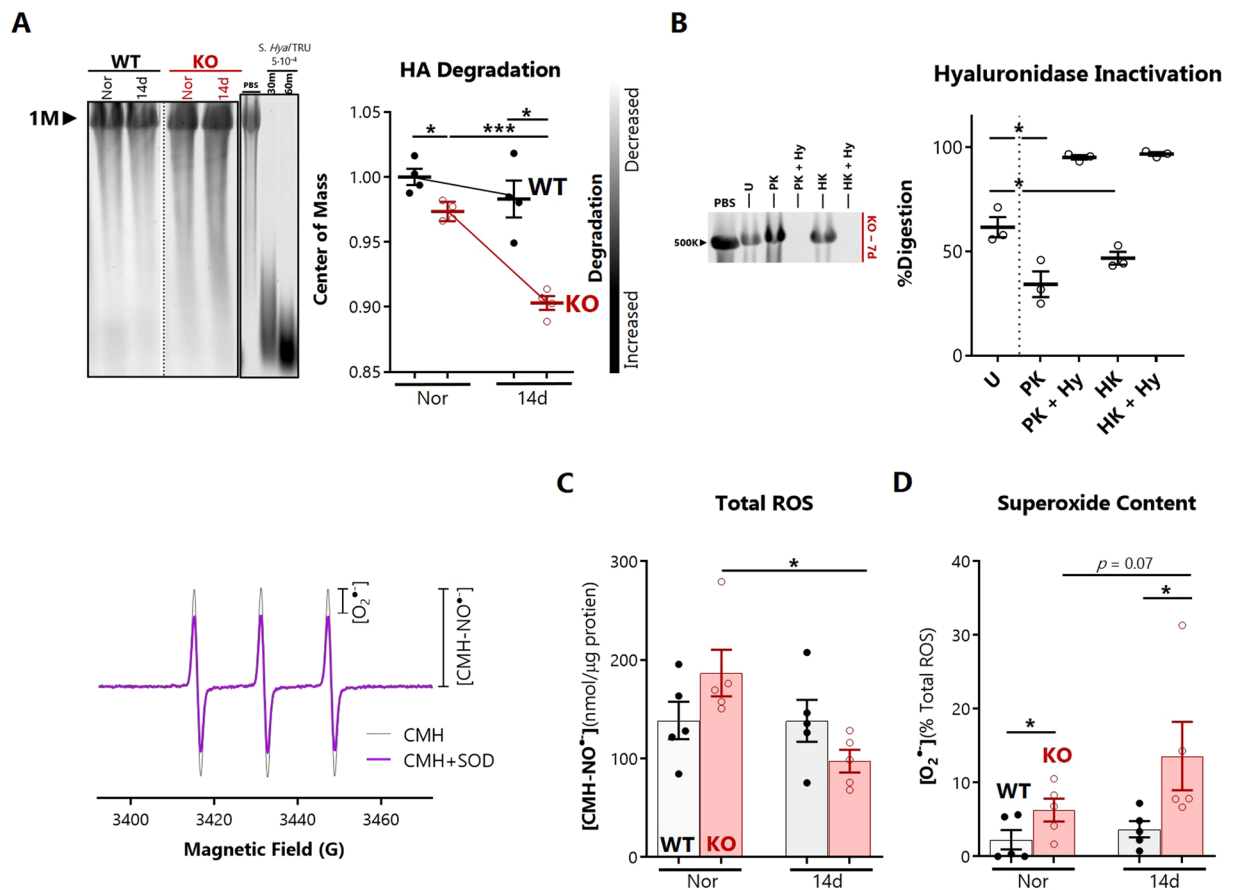 A
WT
KO
S. Hyal TRU
5·10⁻⁴
Nor
14d
Nor
14d
PBS
30m
60m
1M
HA Degradation
Center of Mass
1.05
1.00
0.95
0.90
0.85
*
***
*
WT
KO
Nor
14d
Decreased
Degradation
Increased
B
PBS
U
PK
PK + Hy
HK
HK + Hy
500K
KO – 7d
Hyaluronidase Inactivation
%Digestion
100
50
0
*
*
U
PK
PK + Hy
HK
HK + Hy
[O₂•-]
[CMH-NO•-]
CMH
CMH+SOD
3400
3420
3440
3460
Magnetic Field (G)
C
Total ROS
[CMH-NO•-](nmol/µg protien)
300
200
100
0
*
WT
KO
Nor
14d
D
Superoxide Content
[O₂•-](% Total ROS)
40
30
20
10
0
p = 0.07
*
*
WT
KO
Nor
14d